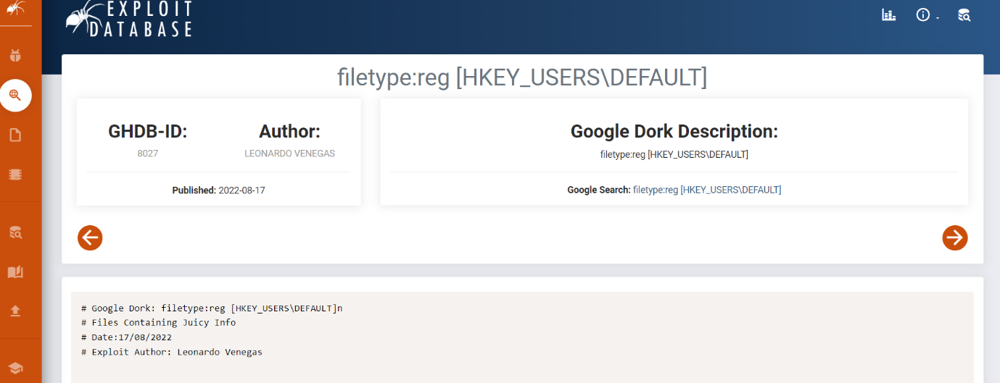 EXPLOIT
DATABASE
filetype:reg [HKEY_USERS\DEFAULT]
GHDB-ID:
8027
Author:
LEONARDO VENEGAS
Published: 2022-08-17
Google Dork Description:
filetype:reg [HKEY_USERS\DEFAULT]
Google Search: filetype:reg [HKEY_USERS\DEFAULT]
# Google Dork: filetype:reg [HKEY_USERS\DEFAULT]n
# Files Containing Juicy Info
# Date:17/08/2022
# Exploit Author: Leonardo Venegas